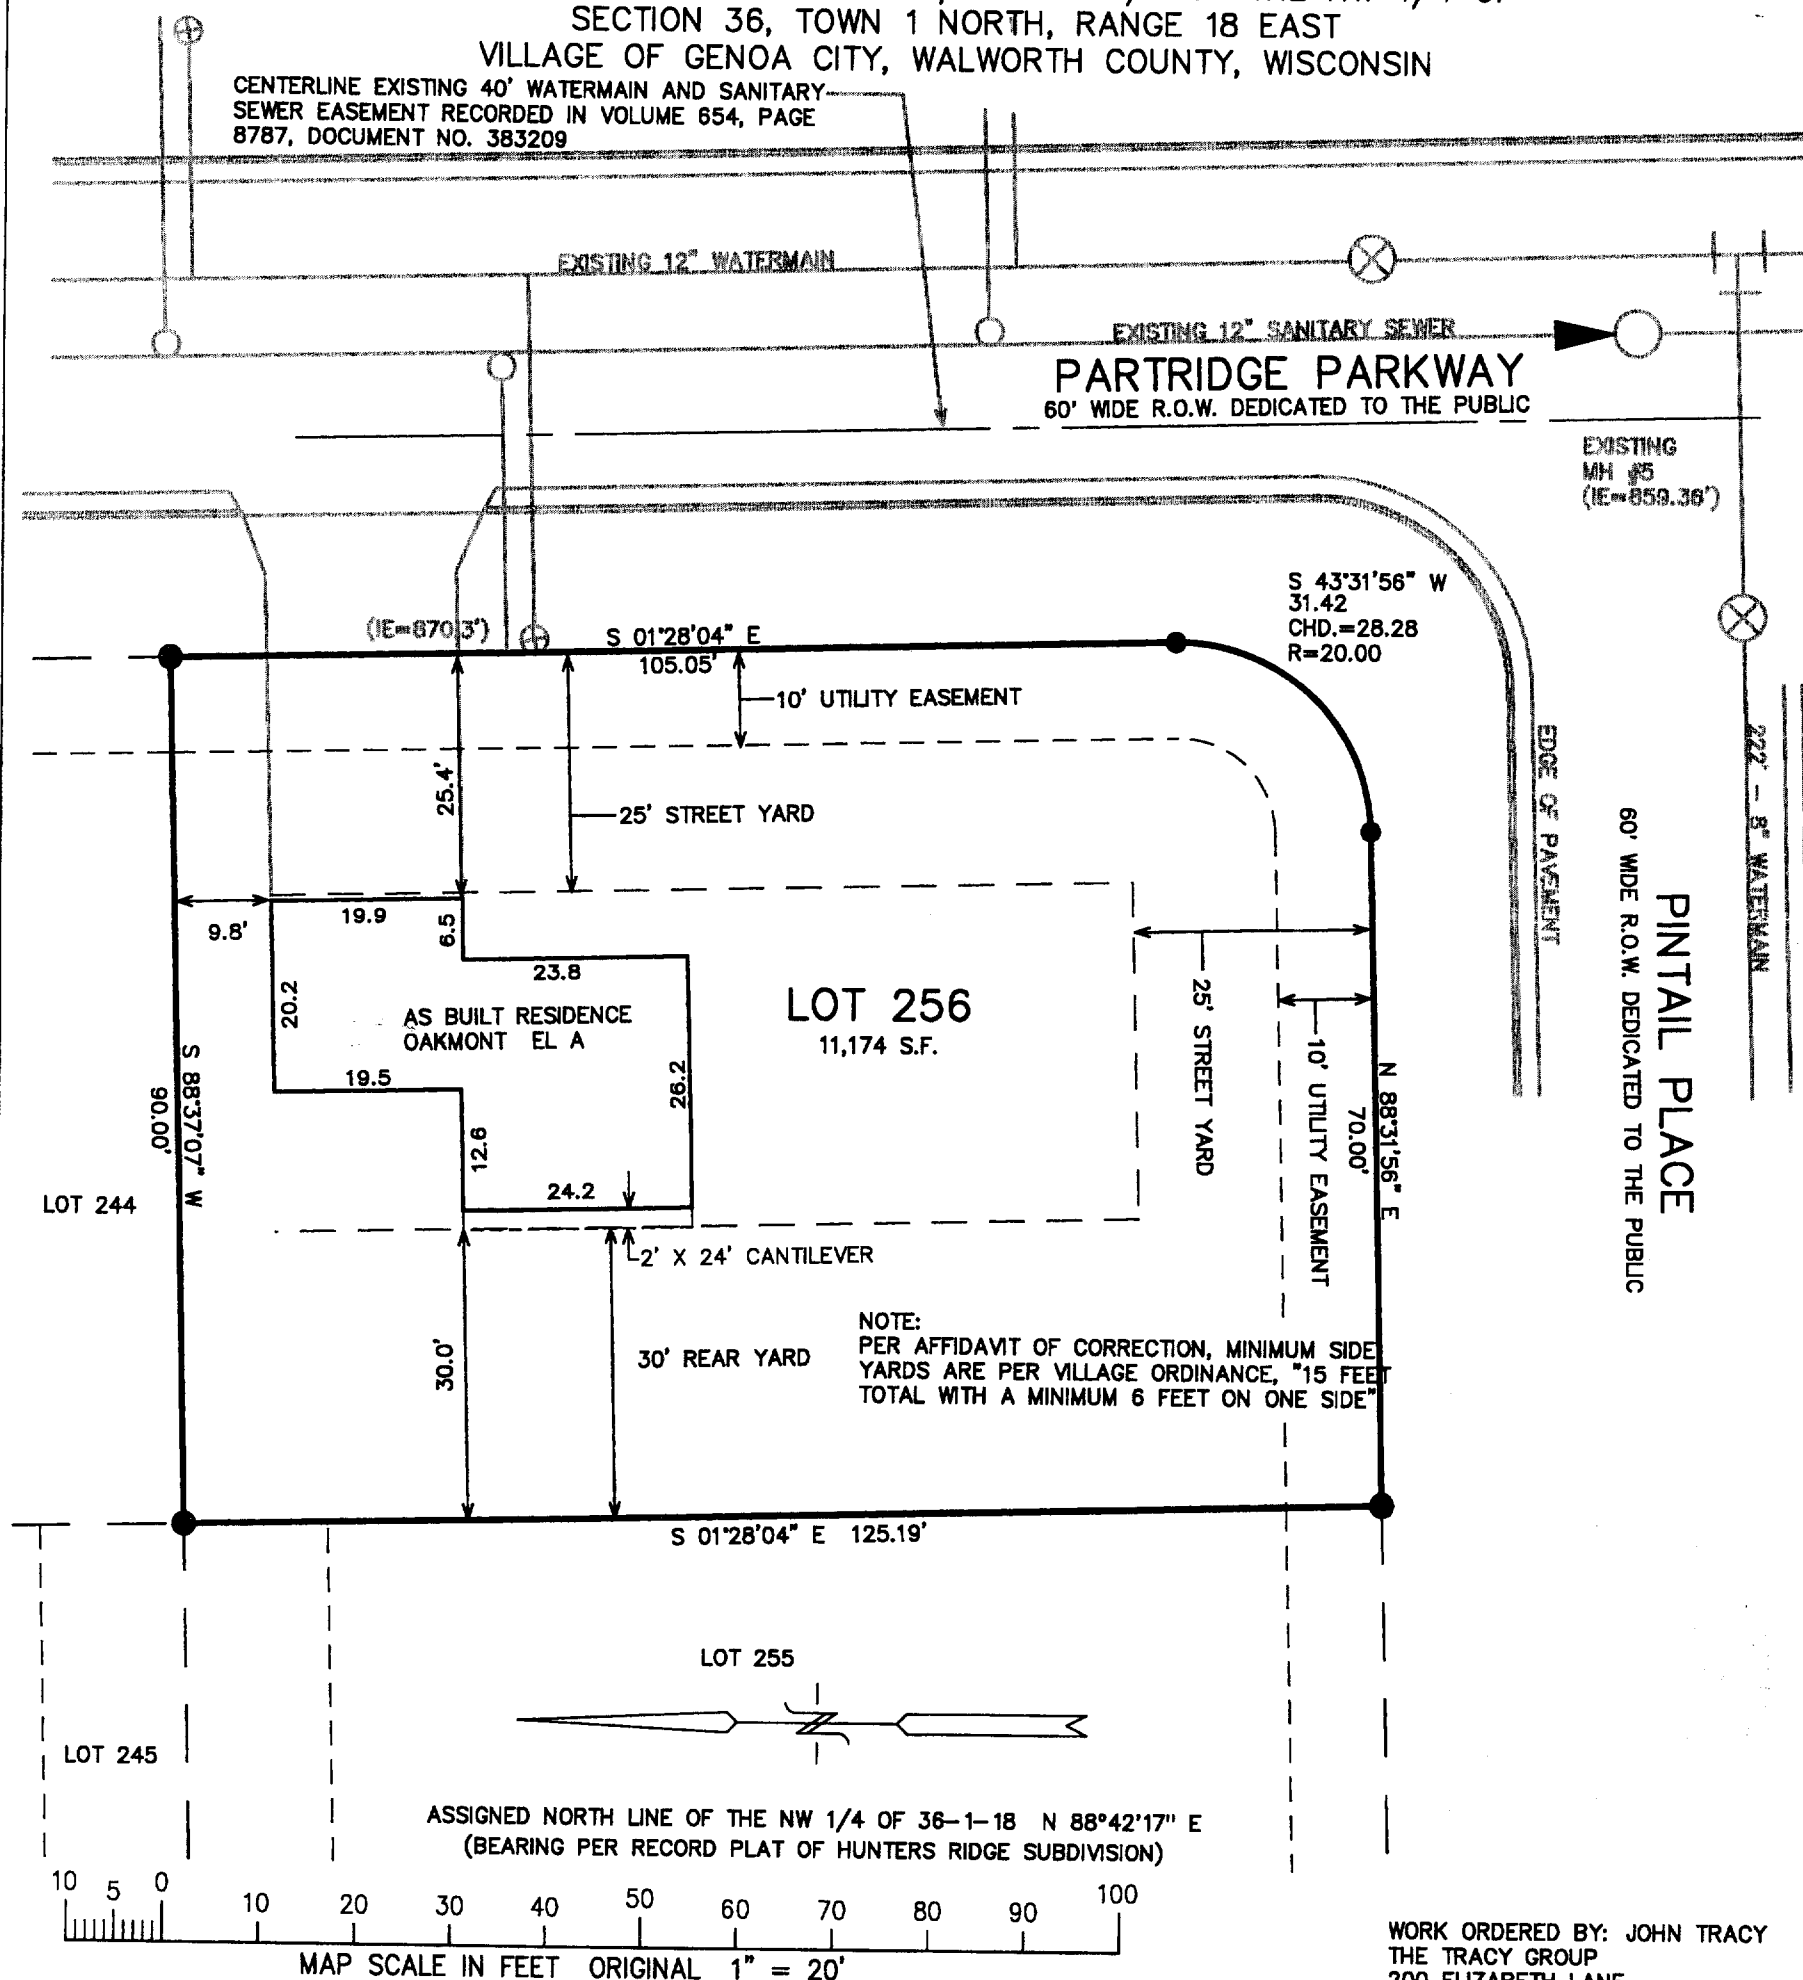 SECTION 36, TOWN 1 NORTH, RANGE 18 EAST
VILLAGE OF GENOA CITY, WALWORTH COUNTY, WISCONSIN
CENTERLINE EXISTING 40' WATERMAIN AND SANITARY
SEWER EASEMENT RECORDED IN VOLUME 654, PAGE
8787, DOCUMENT NO. 383209
EXISTING 12" WATERMAIN
EXISTING 12" SANITARY SEWER
PARTRIDGE PARKWAY
60' WIDE R.O.W. DEDICATED TO THE PUBLIC
EXISTING
MH #5
(IE=859.36')
S 43°31'56" W
31.42
CHD.=28.28
R=20.00
(IE=870.3')
S 01°28'04" E
105.05'
10' UTILITY EASEMENT
25.4'
25' STREET YARD
EDGE OF PAVEMENT
222' - 8" WATERMAIN
PINTAIL PLACE
60' WIDE R.O.W. DEDICATED TO THE PUBLIC
9.8'
19.9
6.5
23.8
20.2
AS BUILT RESIDENCE
OAKMONT EL A
LOT 256
11,174 S.F.
25' STREET YARD
10' UTILITY EASEMENT
N 88°31'56" E
70.00'
S 88°37'07" W
90.00'
19.5
26.2
12.6
24.2
LOT 244
2' X 24' CANTILEVER
30.0'
30' REAR YARD
NOTE:
PER AFFIDAVIT OF CORRECTION, MINIMUM SIDE
YARDS ARE PER VILLAGE ORDINANCE, "15 FEET
TOTAL WITH A MINIMUM 6 FEET ON ONE SIDE"
S 01°28'04" E 125.19'
LOT 255
LOT 245
ASSIGNED NORTH LINE OF THE NW 1/4 OF 36-1-18 N 88°42'17" E
(BEARING PER RECORD PLAT OF HUNTERS RIDGE SUBDIVISION)
10 5 0 10 20 30 40 50 60 70 80 90 100
MAP SCALE IN FEET ORIGINAL 1" = 20'
WORK ORDERED BY: JOHN TRACY
THE TRACY GROUP
200 ELIZABETH LANE